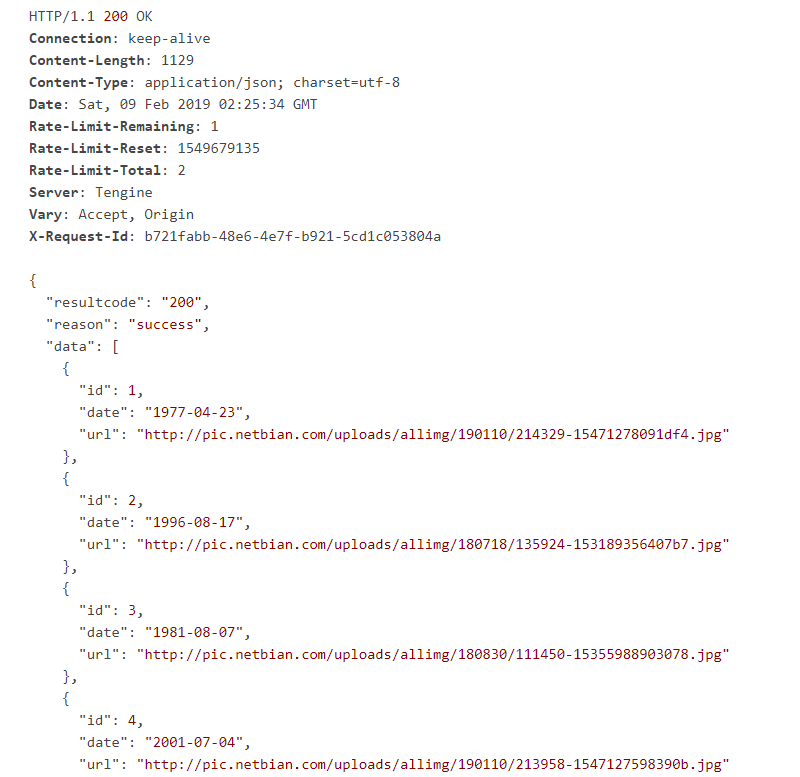 HTTP/1.1 200 OK
Connection: keep-alive
Content-Length: 1129
Content-Type: application/json; charset=utf-8
Date: Sat, 09 Feb 2019 02:25:34 GMT
Rate-Limit-Remaining: 1
Rate-Limit-Reset: 1549679135
Rate-Limit-Total: 2
Server: Tengine
Vary: Accept, Origin
X-Request-Id: b721fabb-48e6-4e7f-b921-5cd1c053804a

{
  "resultcode": "200",
  "reason": "success",
  "data": [
    {
      "id": 1,
      "date": "1977-04-23",
      "url": "http://pic.netbian.com/uploads/allimg/190110/214329-15471278091df4.jpg"
    },
    {
      "id": 2,
      "date": "1996-08-17",
      "url": "http://pic.netbian.com/uploads/allimg/180718/135924-153189356407b7.jpg"
    },
    {
      "id": 3,
      "date": "1981-08-07",
      "url": "http://pic.netbian.com/uploads/allimg/180830/111450-15355988903078.jpg"
    },
    {
      "id": 4,
      "date": "2001-07-04",
      "url": "http://pic.netbian.com/uploads/allimg/190110/213958-1547127598390b.jpg"